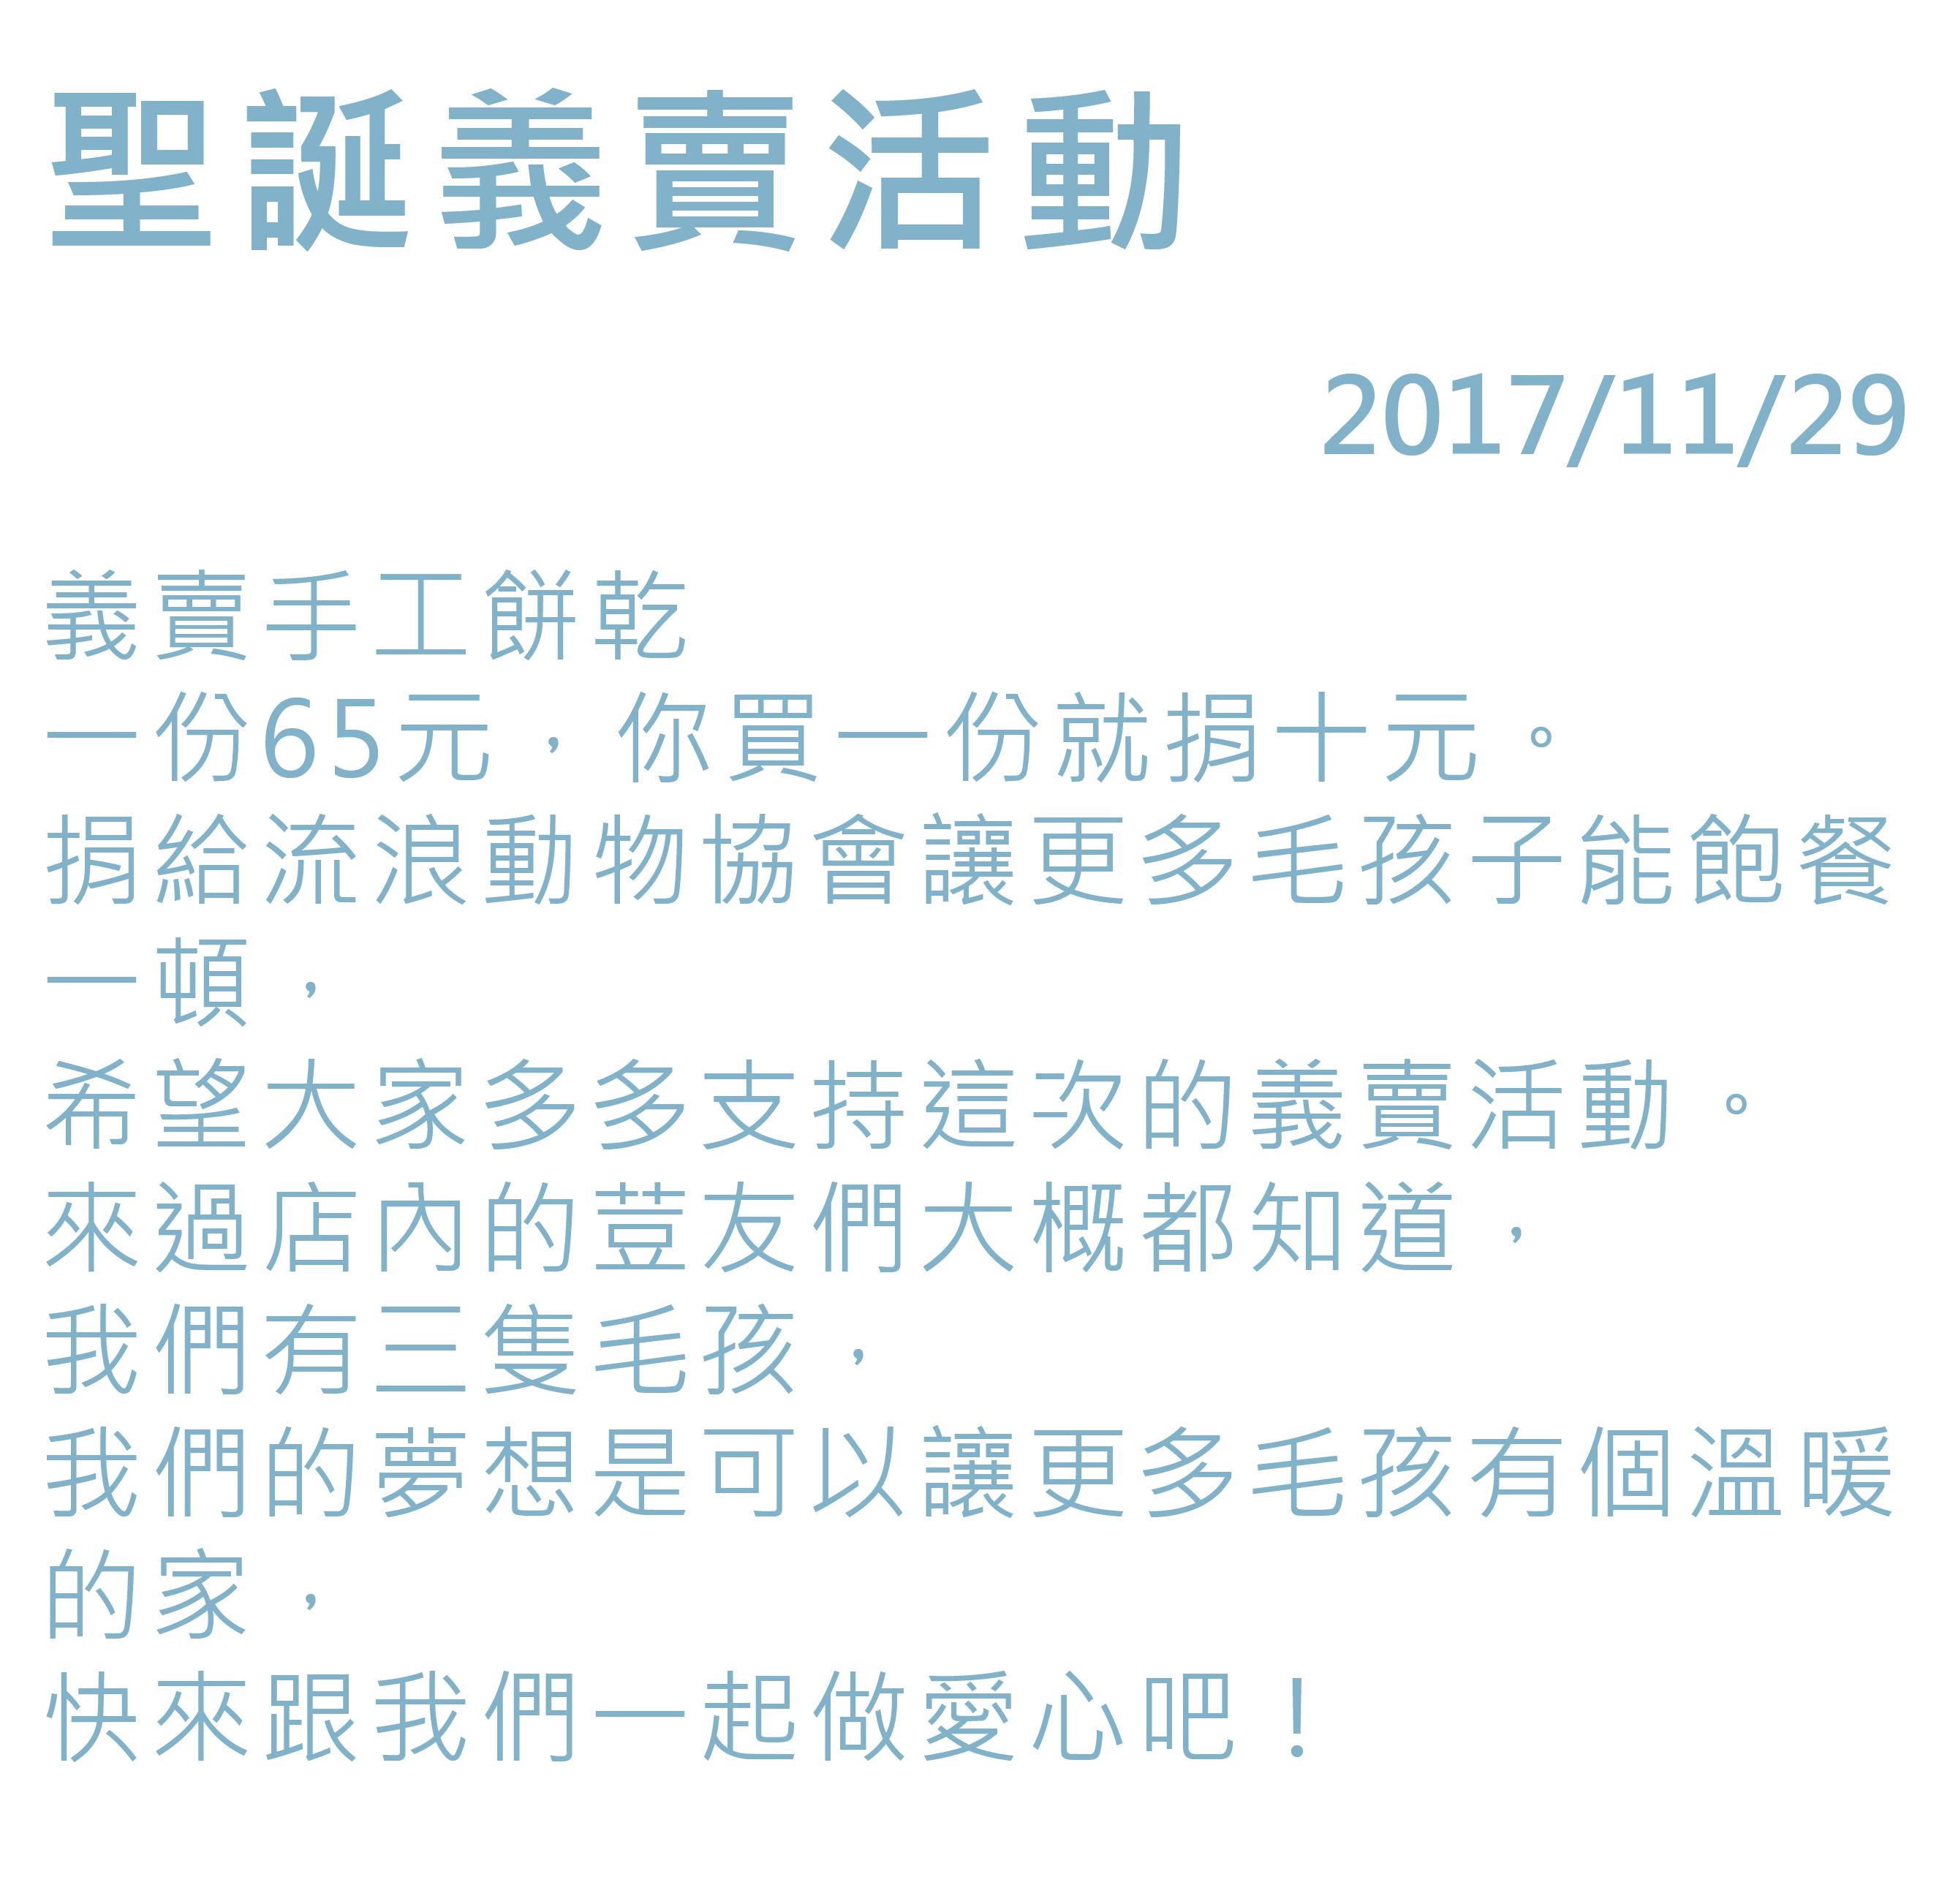 聖誕義賣活動
2017/11/29
義賣手工餅乾
一份65元，你買一份就捐十元。
捐給流浪動物協會讓更多毛孩子能飽餐
一頓，
希望大家多多支持這次的義賣活動。
來過店內的荳友們大概都知道，
我們有三隻毛孩，
我們的夢想是可以讓更多毛孩有個溫暖
的家，
快來跟我們一起做愛心吧！